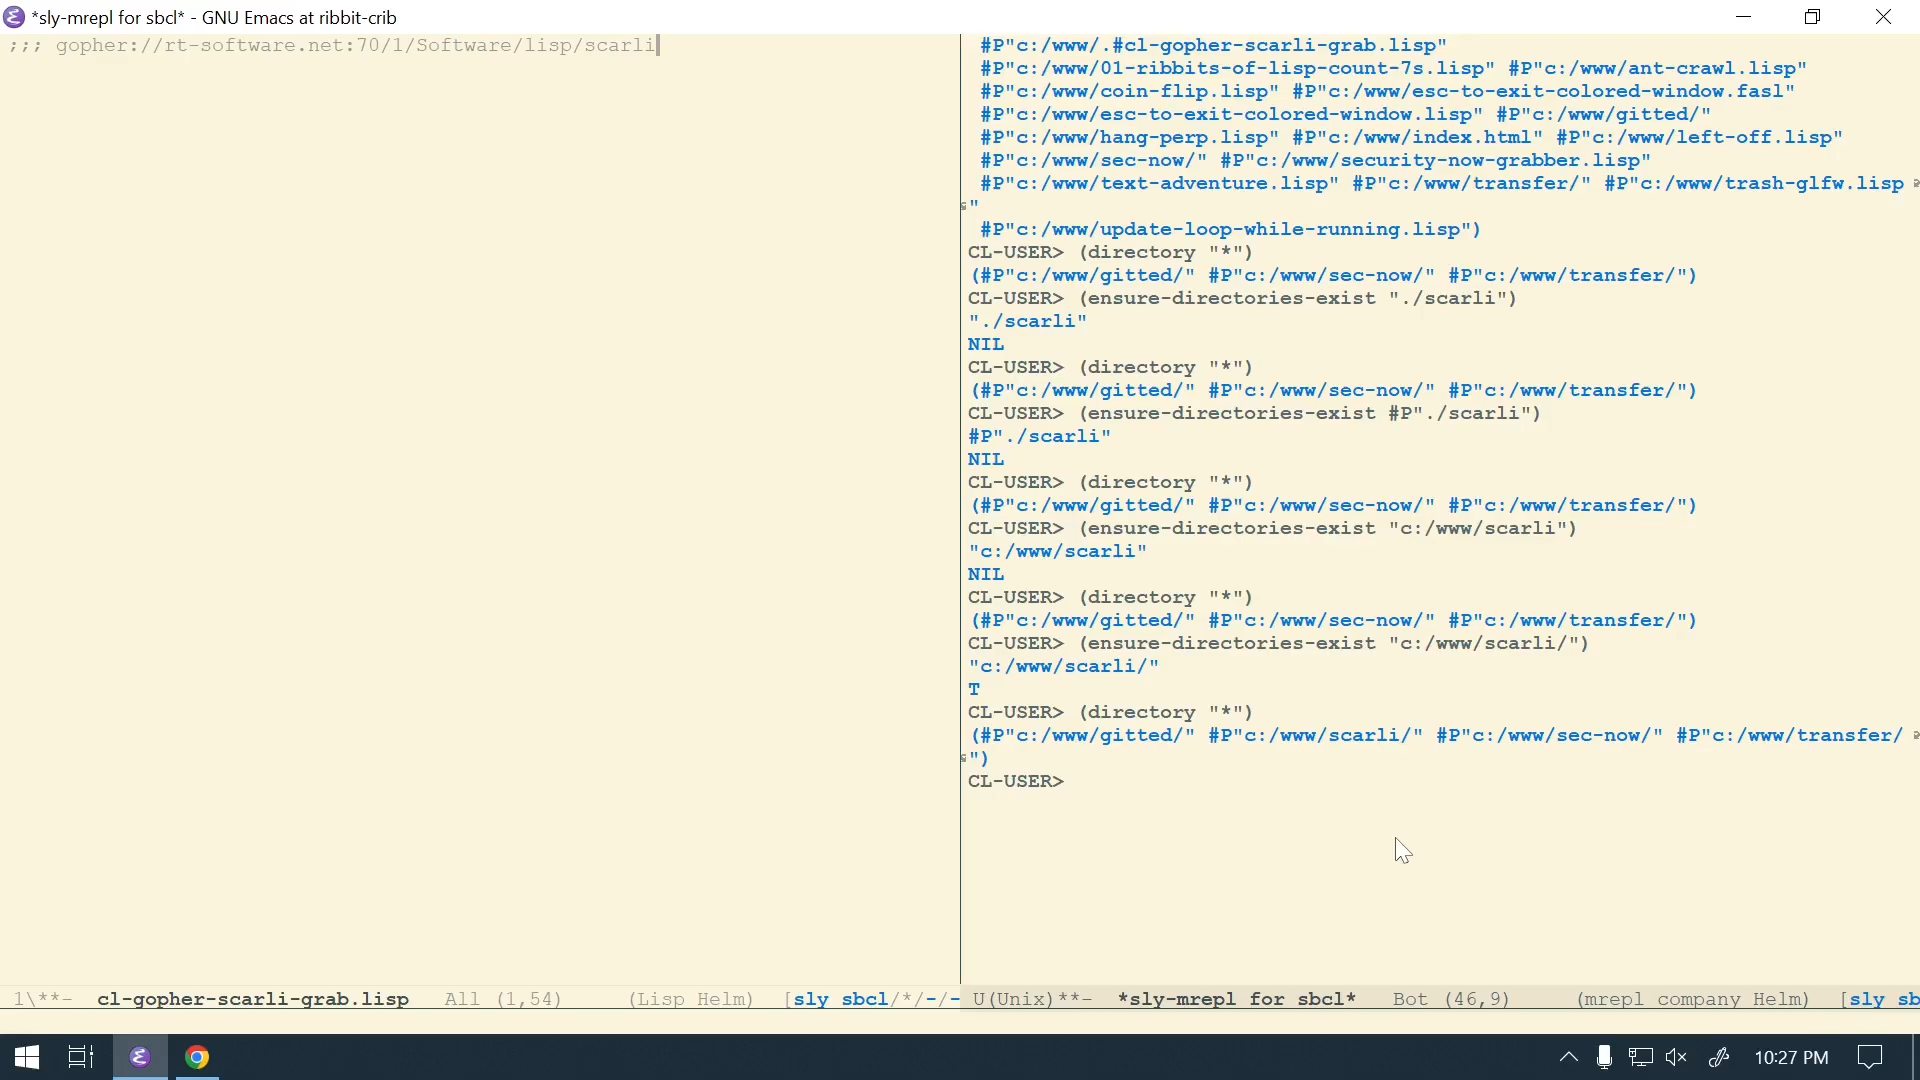 *sly-mrepl for sbcl* - GNU Emacs at ribbit-crib
;;; gopher://rt-software.net:70/1/Software/lisp/scarli
#P"c:/www/.#cl-gopher-scarli-grab.lisp"
#P"c:/www/01-ribbits-of-lisp-count-7s.lisp" #P"c:/www/ant-crawl.lisp"
#P"c:/www/coin-flip.lisp" #P"c:/www/esc-to-exit-colored-window.fasl"
#P"c:/www/esc-to-exit-colored-window.lisp" #P"c:/www/gitted/"
#P"c:/www/hang-perp.lisp" #P"c:/www/index.html" #P"c:/www/left-off.lisp"
#P"c:/www/sec-now/" #P"c:/www/security-now-grabber.lisp"
#P"c:/www/text-adventure.lisp" #P"c:/www/transfer/" #P"c:/www/trash-glfw.lisp
"
#P"c:/www/update-loop-while-running.lisp")
CL-USER> (directory "*")
(#P"c:/www/gitted/" #P"c:/www/sec-now/" #P"c:/www/transfer/")
CL-USER> (ensure-directories-exist "./scarli")
"./scarli"
NIL
CL-USER> (directory "*")
(#P"c:/www/gitted/" #P"c:/www/sec-now/" #P"c:/www/transfer/")
CL-USER> (ensure-directories-exist #P"./scarli")
#P"./scarli"
NIL
CL-USER> (directory "*")
(#P"c:/www/gitted/" #P"c:/www/sec-now/" #P"c:/www/transfer/")
CL-USER> (ensure-directories-exist "c:/www/scarli")
"c:/www/scarli"
NIL
CL-USER> (directory "*")
(#P"c:/www/gitted/" #P"c:/www/sec-now/" #P"c:/www/transfer/")
CL-USER> (ensure-directories-exist "c:/www/scarli/")
"c:/www/scarli/"
T
CL-USER> (directory "*")
(#P"c:/www/gitted/" #P"c:/www/scarli/" #P"c:/www/sec-now/" #P"c:/www/transfer/
")
CL-USER>
1\**- cl-gopher-scarli-grab.lisp All (1,54) (Lisp Helm) [sly sbcl/*/-/-
U(Unix)**- *sly-mrepl for sbcl* Bot (46,9) (mrepl company Helm) [sly sb
10:27 PM